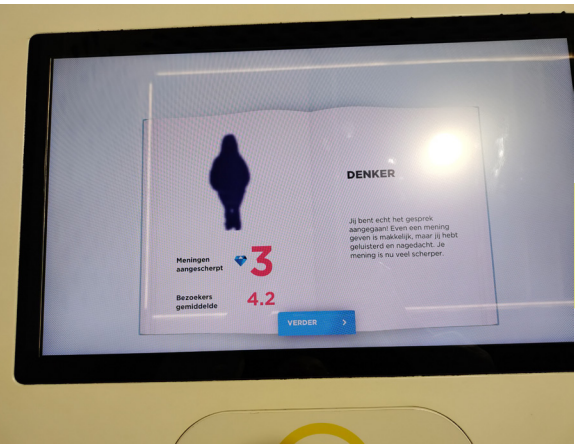 Meningen
aangescherpt
3
Bezoekers
gemiddelde
4.2
DENKER
Jij bent echt het gesprek
aangegaan! Even een mening
geven is makkelijk, maar jij hebt
geluisterd en nagedacht. Je
mening is nu veel scherper.
VERDER